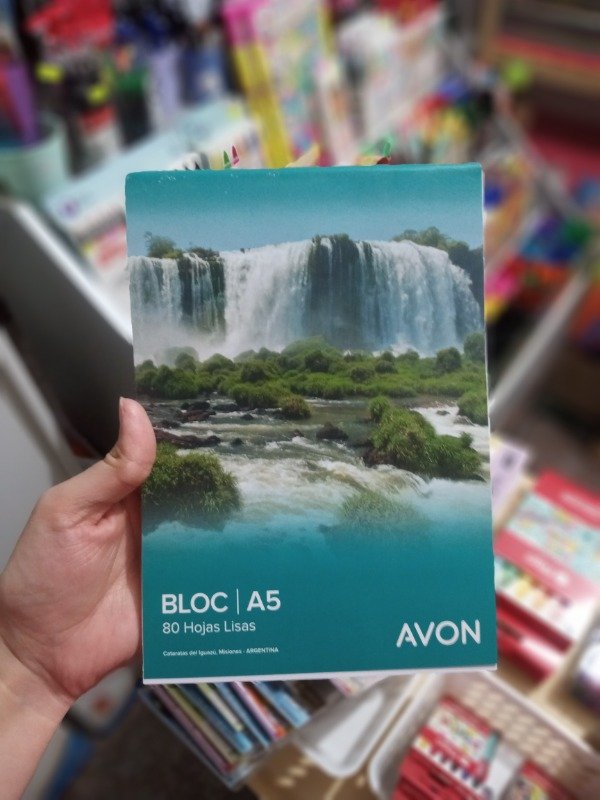 BLOC | A5
80 Hojas Lisas
Cataratas del Iguazú, Misiones - ARGENTINA
AVON